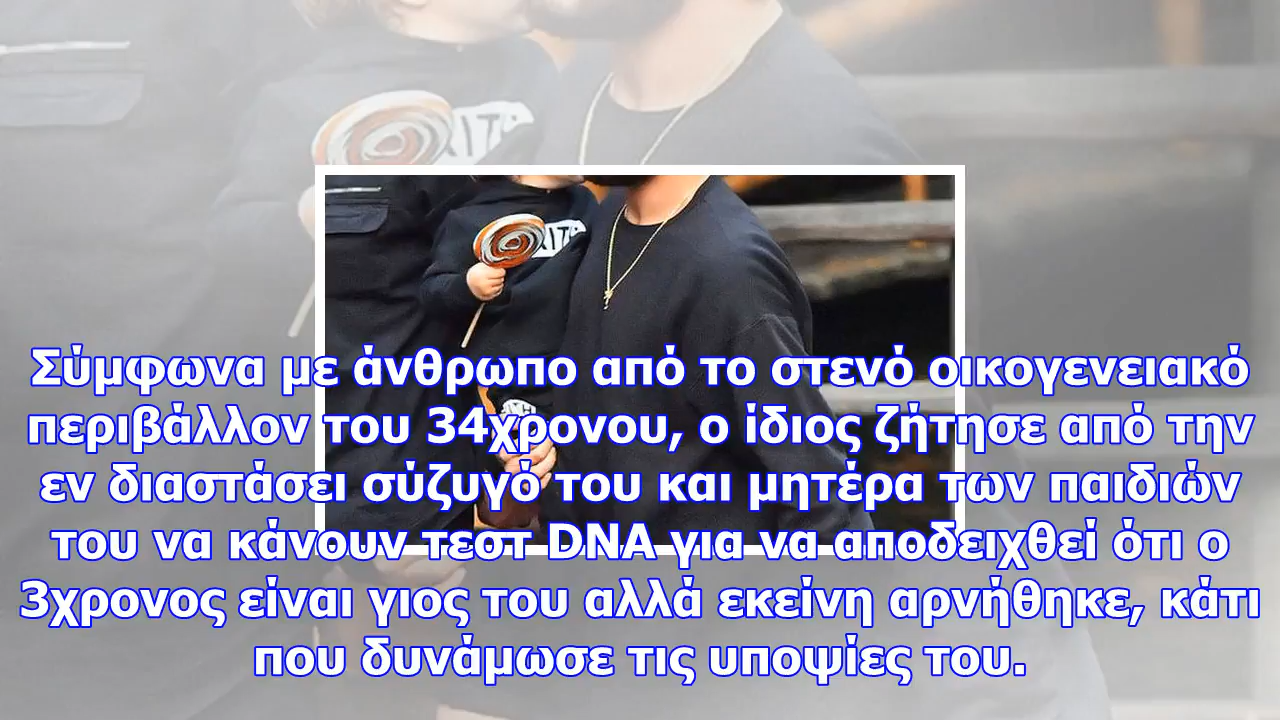 Σύμφωνα με άνθρωπο από το στενό οικογενειακό
περιβάλλον του 34χρονου, ο ίδιος ζήτησε από την
εν διαστάσει σύζυγό του και μητέρα των παιδιών
του να κάνουν τεστ DNA για να αποδειχθεί ότι ο
3χρονος είναι γιος του αλλά εκείνη αρνήθηκε, κάτι
που δυνάμωσε τις υποψίες του.